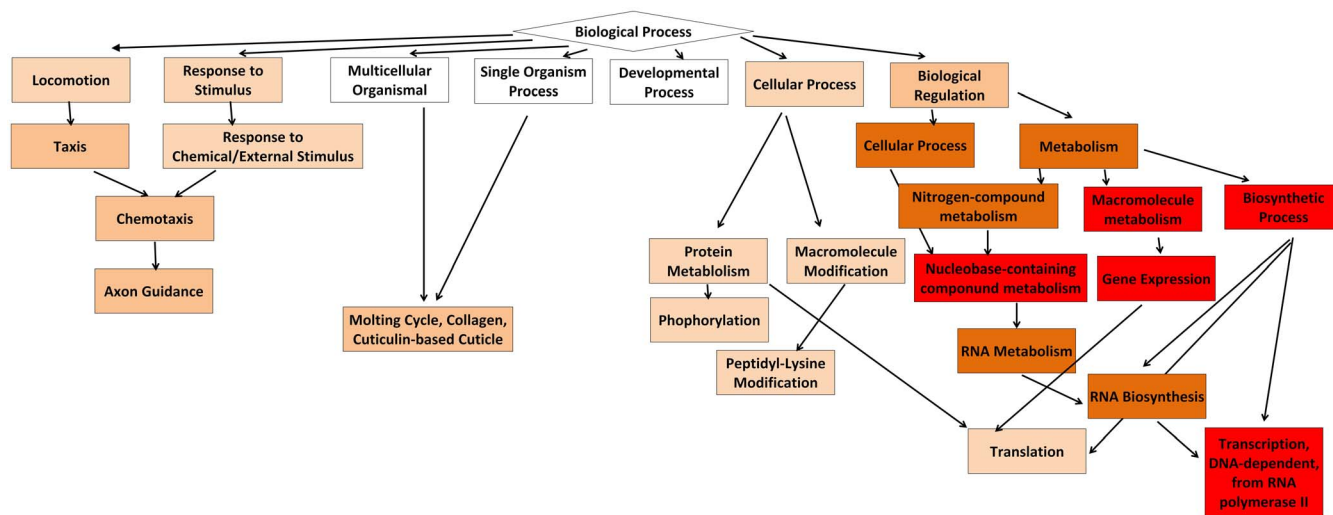 Biological Process
Locomotion
Response to
Stimulus
Multicellular
Organismal
Single Organism
Process
Developmental
Process
Cellular Process
Biological
Regulation
Taxis
Response to
Chemical/External Stimulus
Cellular Process
Metabolism
Chemotaxis
Nitrogen-compound
metabolism
Macromolecule
metabolism
Biosynthetic
Process
Axon Guidance
Protein
Metablolism
Macromolecule
Modification
Nucleobase-containing
componund metabolism
Gene Expression
Molting Cycle, Collagen,
Cuticulin-based Cuticle
Phophorylation
RNA Metabolism
Peptidyl-Lysine
Modification
RNA Biosynthesis
Translation
Transcription,
DNA-dependent,
from RNA
polymerase II